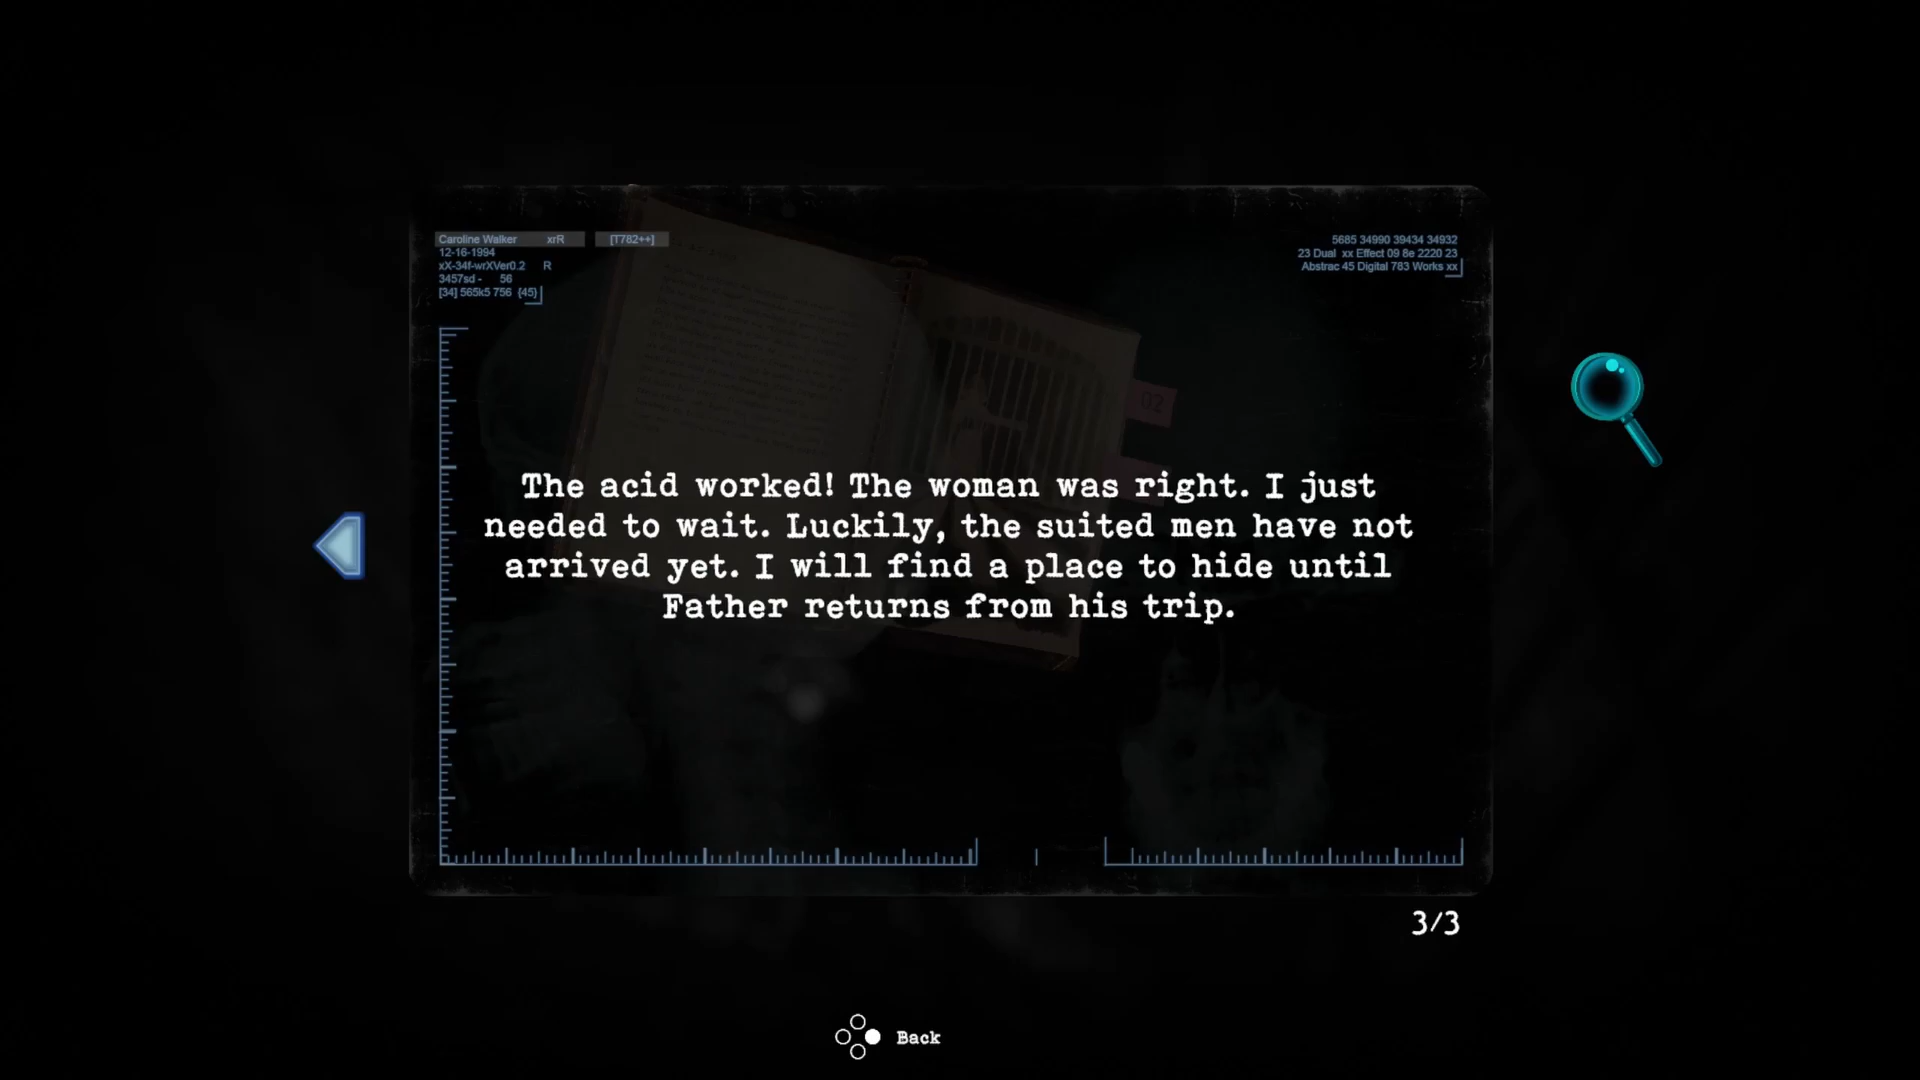 Caroline Walker xrR [T782++]
12-16-1994
xX-34f-wrXVer0.2 R
3457sd - 56
[34] 565k5 756 {45}
5685 34990 39434 34932
23 Dual xx Effect 09 8e 2220 23
Abstrac 45 Digital 783 Works xx
02
The acid worked! The woman was right. I just
needed to wait. Luckily, the suited men have not
arrived yet. I will find a place to hide until
Father returns from his trip.
3/3
Back